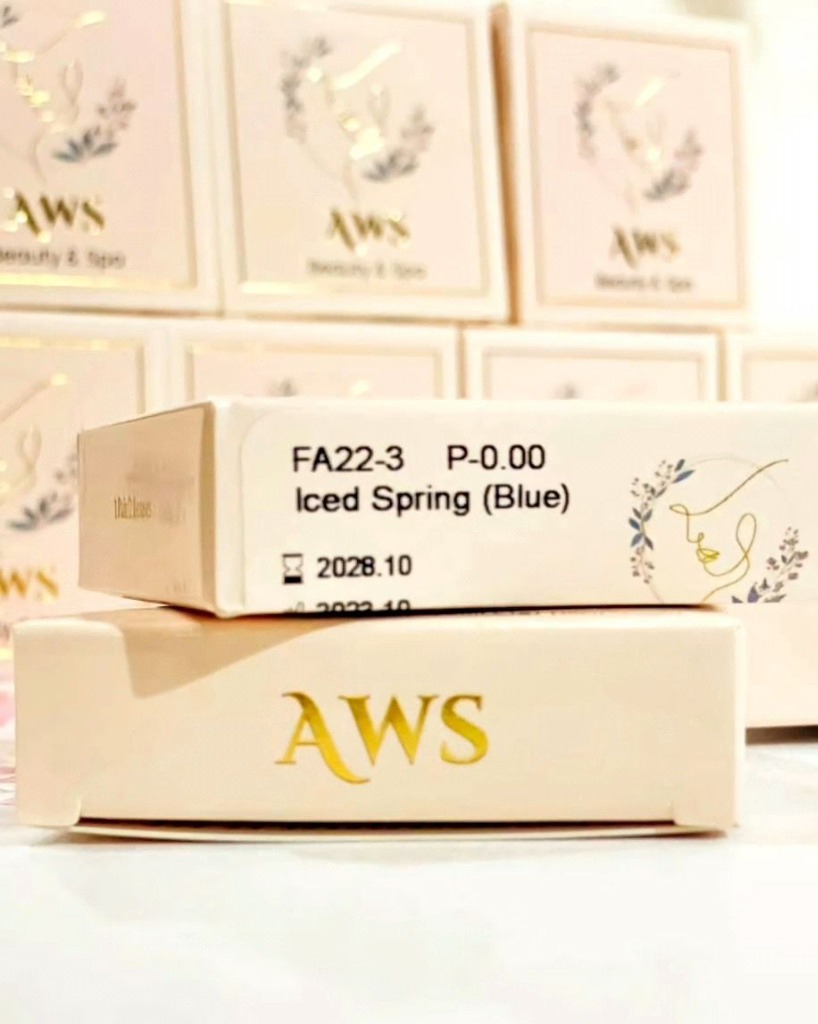 AWS
Beauty & Spa
AWS
Beauty & Spa
AWS
Beauty & Spa
AWS
FA22-3 P-0.00
Iced Spring (Blue)
2028.10
AWS